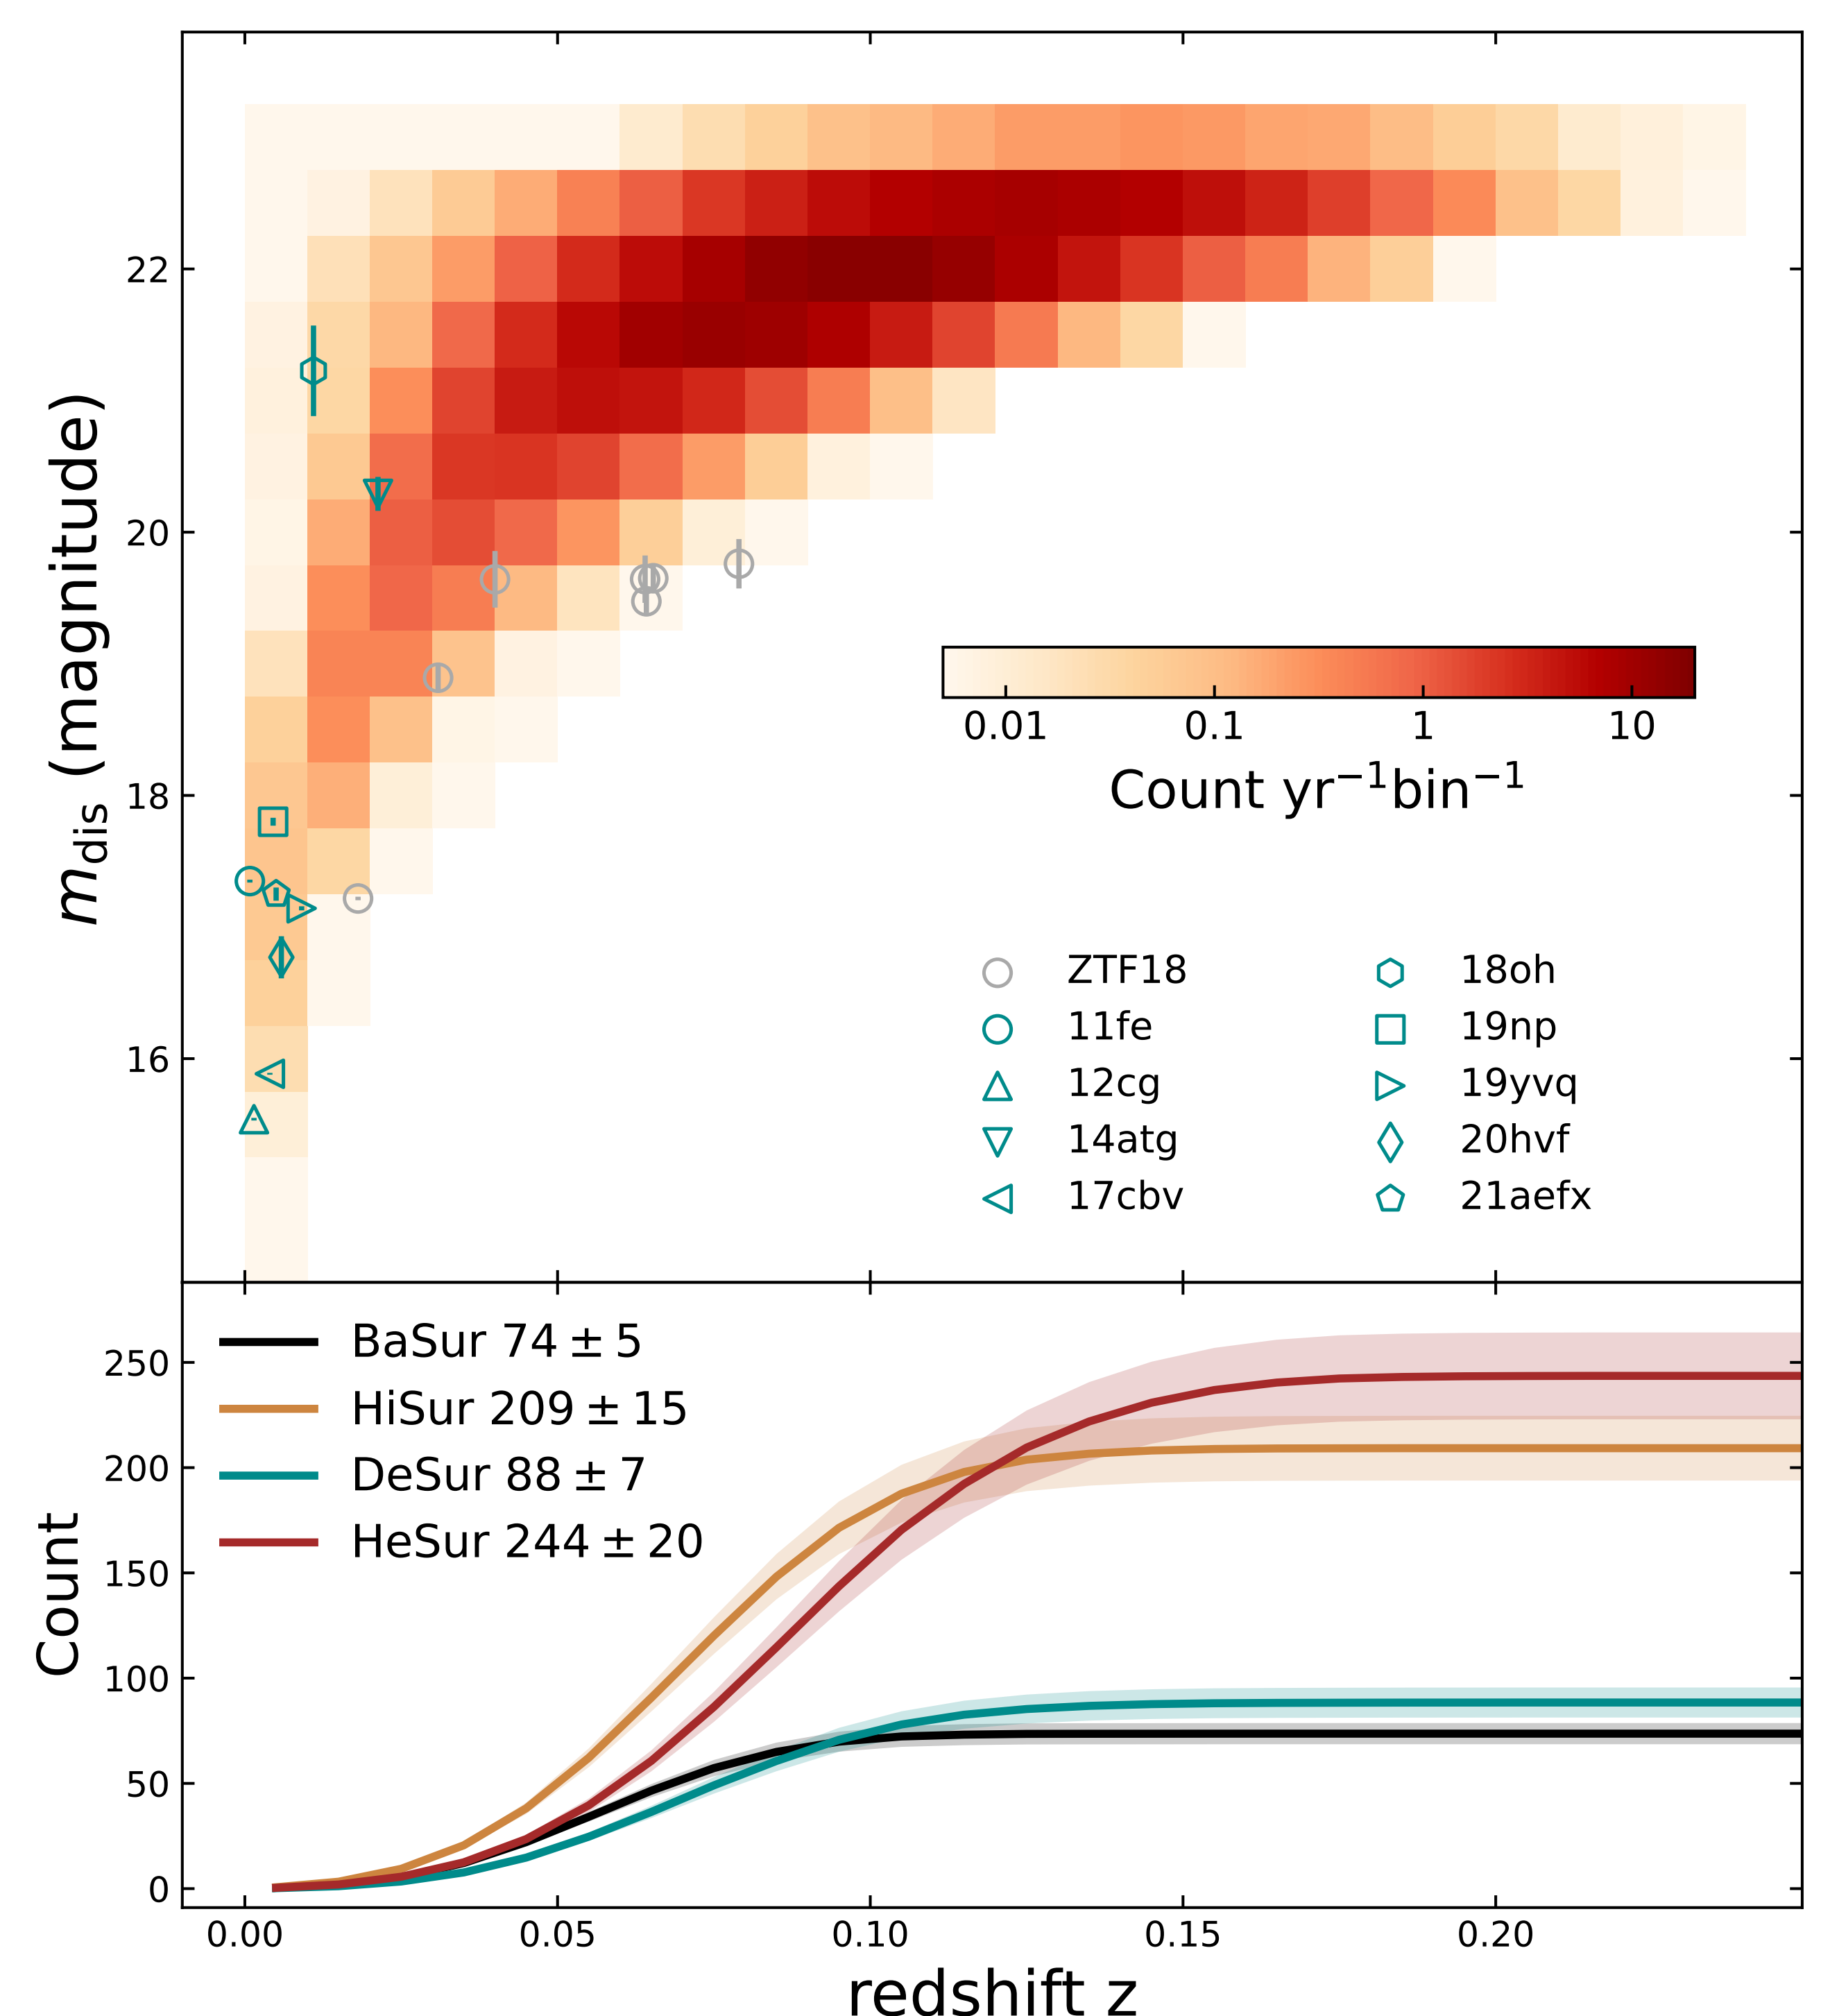 22
20
18
16
m_dis (magnitude)
0.01 0.1 1 10
Count yr⁻¹bin⁻¹
ZTF18 18oh
11fe 19np
12cg 19yvq
14atg 20hvf
17cbv 21aefx
BaSur 74 ± 5
HiSur 209 ± 15
DeSur 88 ± 7
HeSur 244 ± 20
250
200
150
100
50
0
Count
0.00 0.05 0.10 0.15 0.20
redshift z